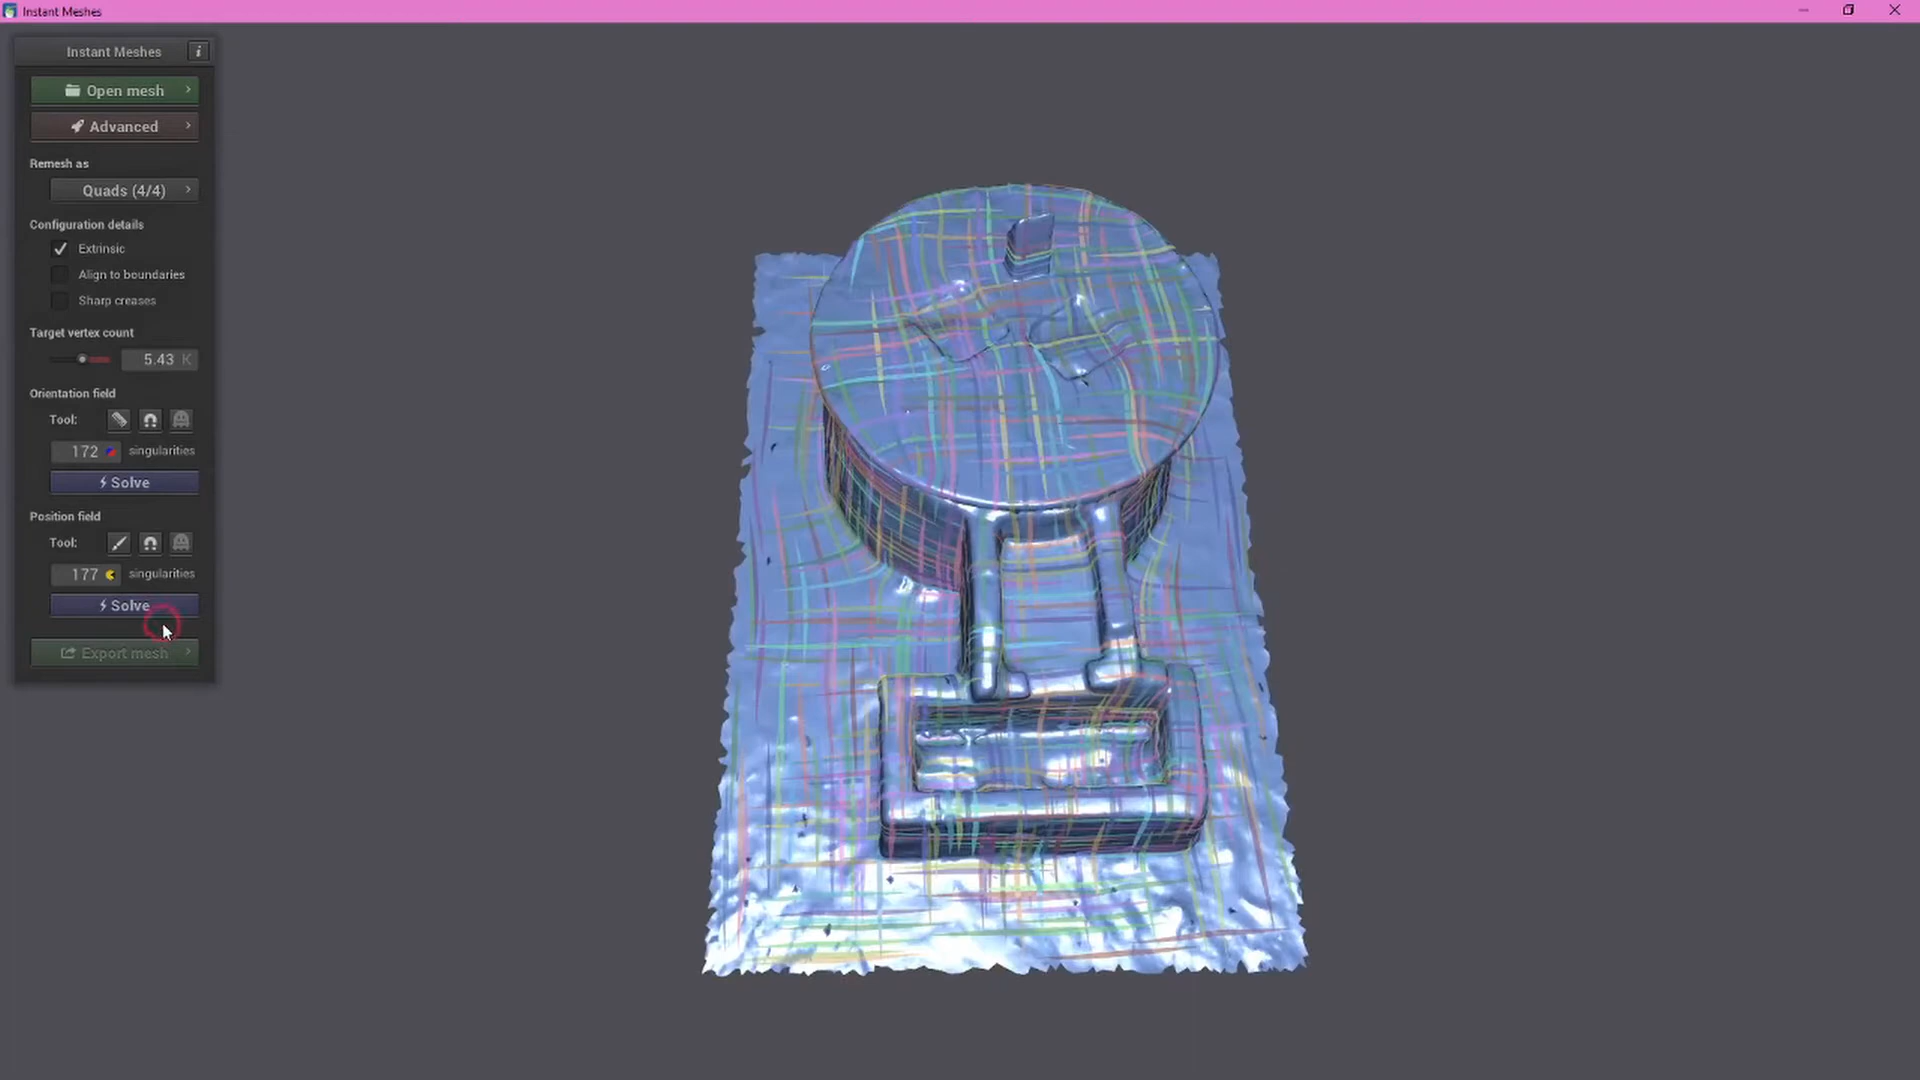 Instant Meshes
Instant Meshes
Open mesh
Advanced
Remesh as
Quads (4/4)
Configuration details
Extrinsic
Align to boundaries
Sharp creases
Target vertex count
5.43 K
Orientation field
Tool:
172 singularities
Solve
Position field
Tool:
177 singularities
Solve
Export mesh